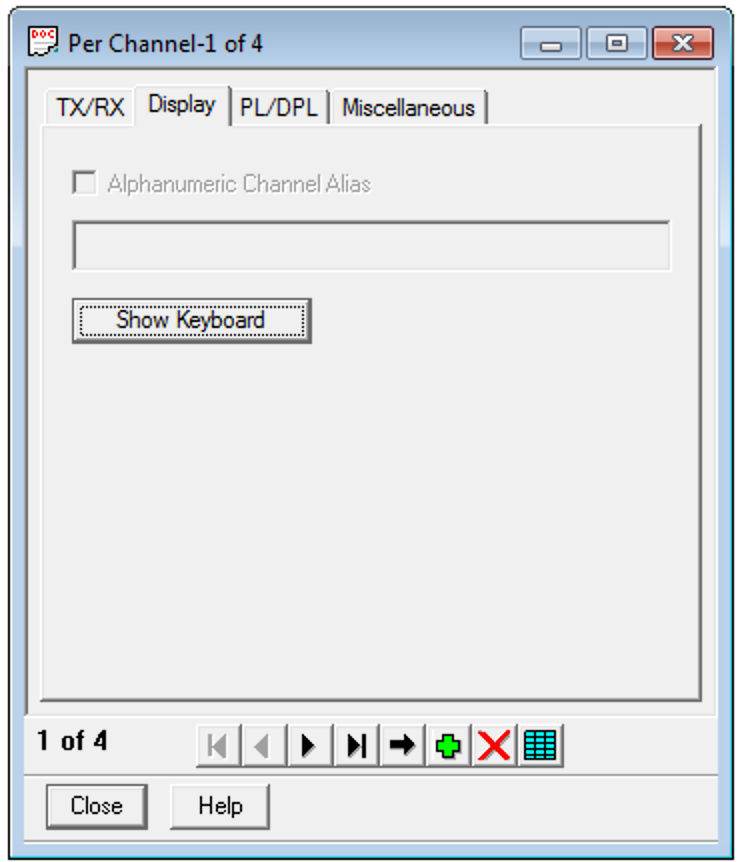 DOC Per Channel-1 of 4
TX/RX Display PL/DPL Miscellaneous
Alphanumeric Channel Alias
Show Keyboard
1 of 4
Close Help